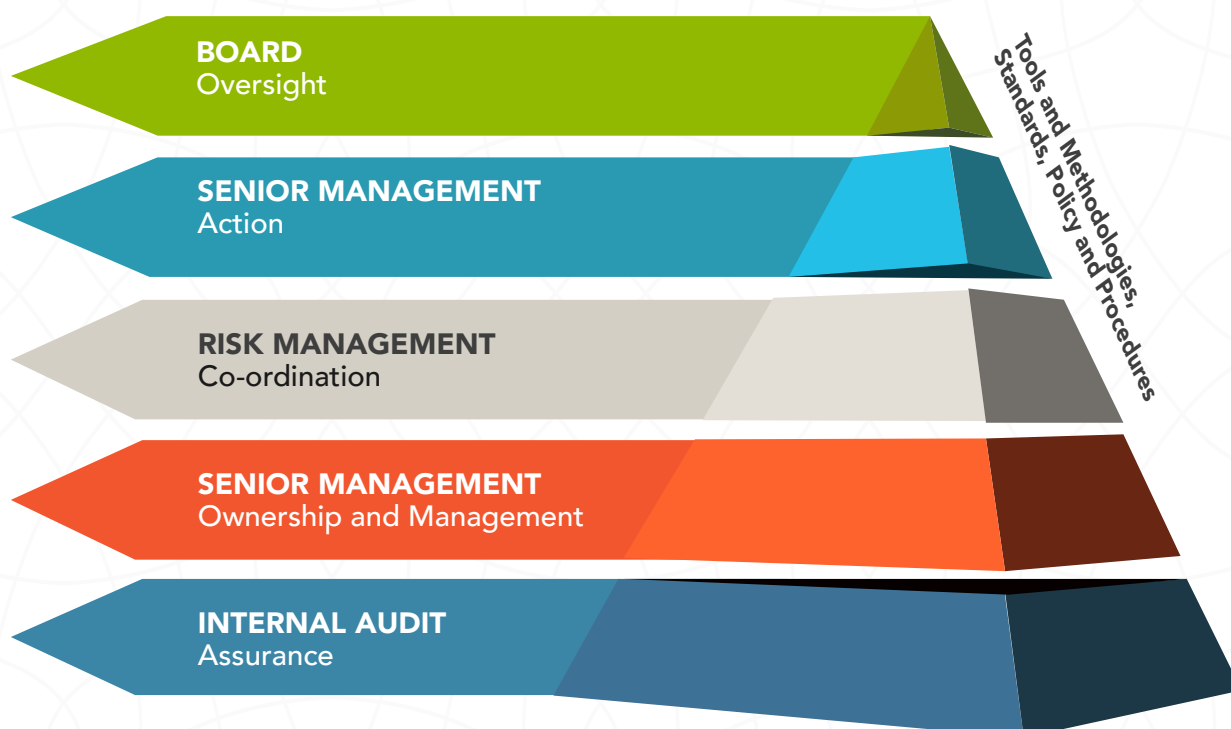 BOARD
Oversight
SENIOR MANAGEMENT
Action
RISK MANAGEMENT
Co-ordination
SENIOR MANAGEMENT
Ownership and Management
INTERNAL AUDIT
Assurance
Tools and Methodologies,
Standards, Policy and Procedures